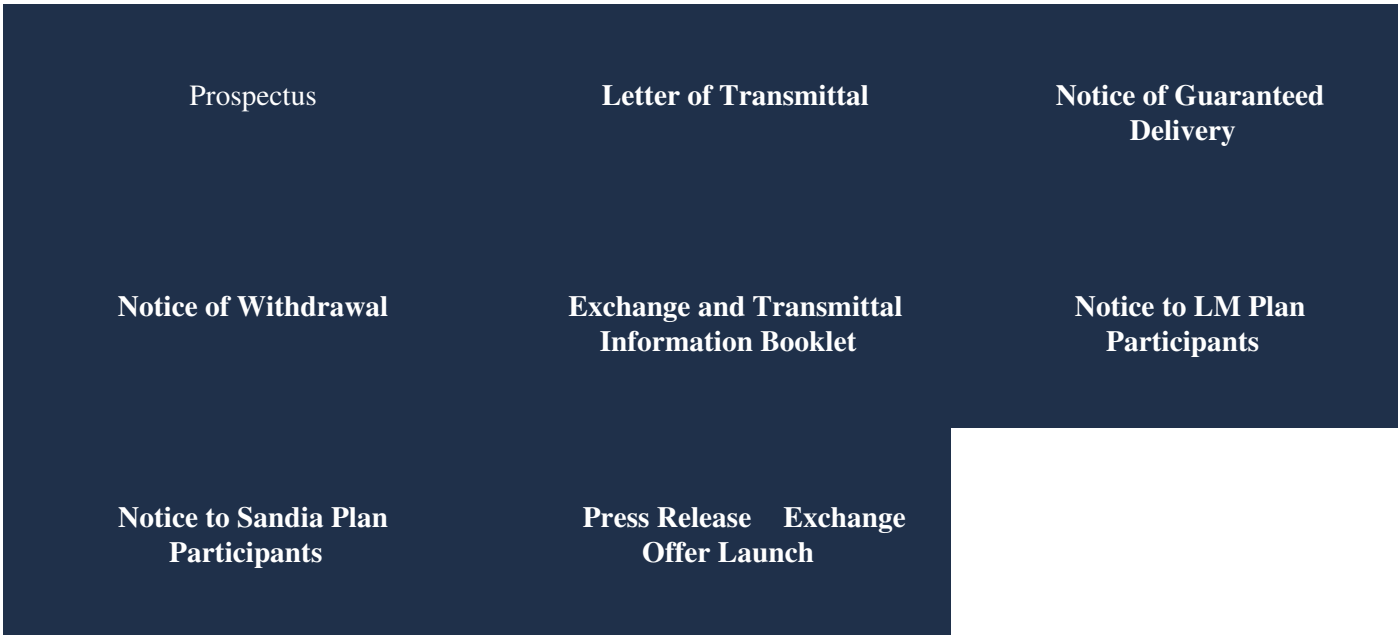 Prospectus
Letter of Transmittal
Notice of Guaranteed
Delivery
Notice of Withdrawal
Exchange and Transmittal
Information Booklet
Notice to LM Plan
Participants
Notice to Sandia Plan
Participants
Press Release Exchange
Offer Launch